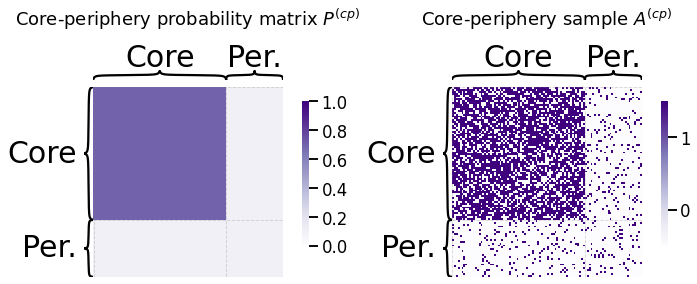 Core-periphery probability matrix P^(cp)
Core Per.
Core
Per.
1.0
0.8
0.6
0.4
0.2
0.0
Core-periphery sample A^(cp)
Core Per.
Core
Per.
1
0